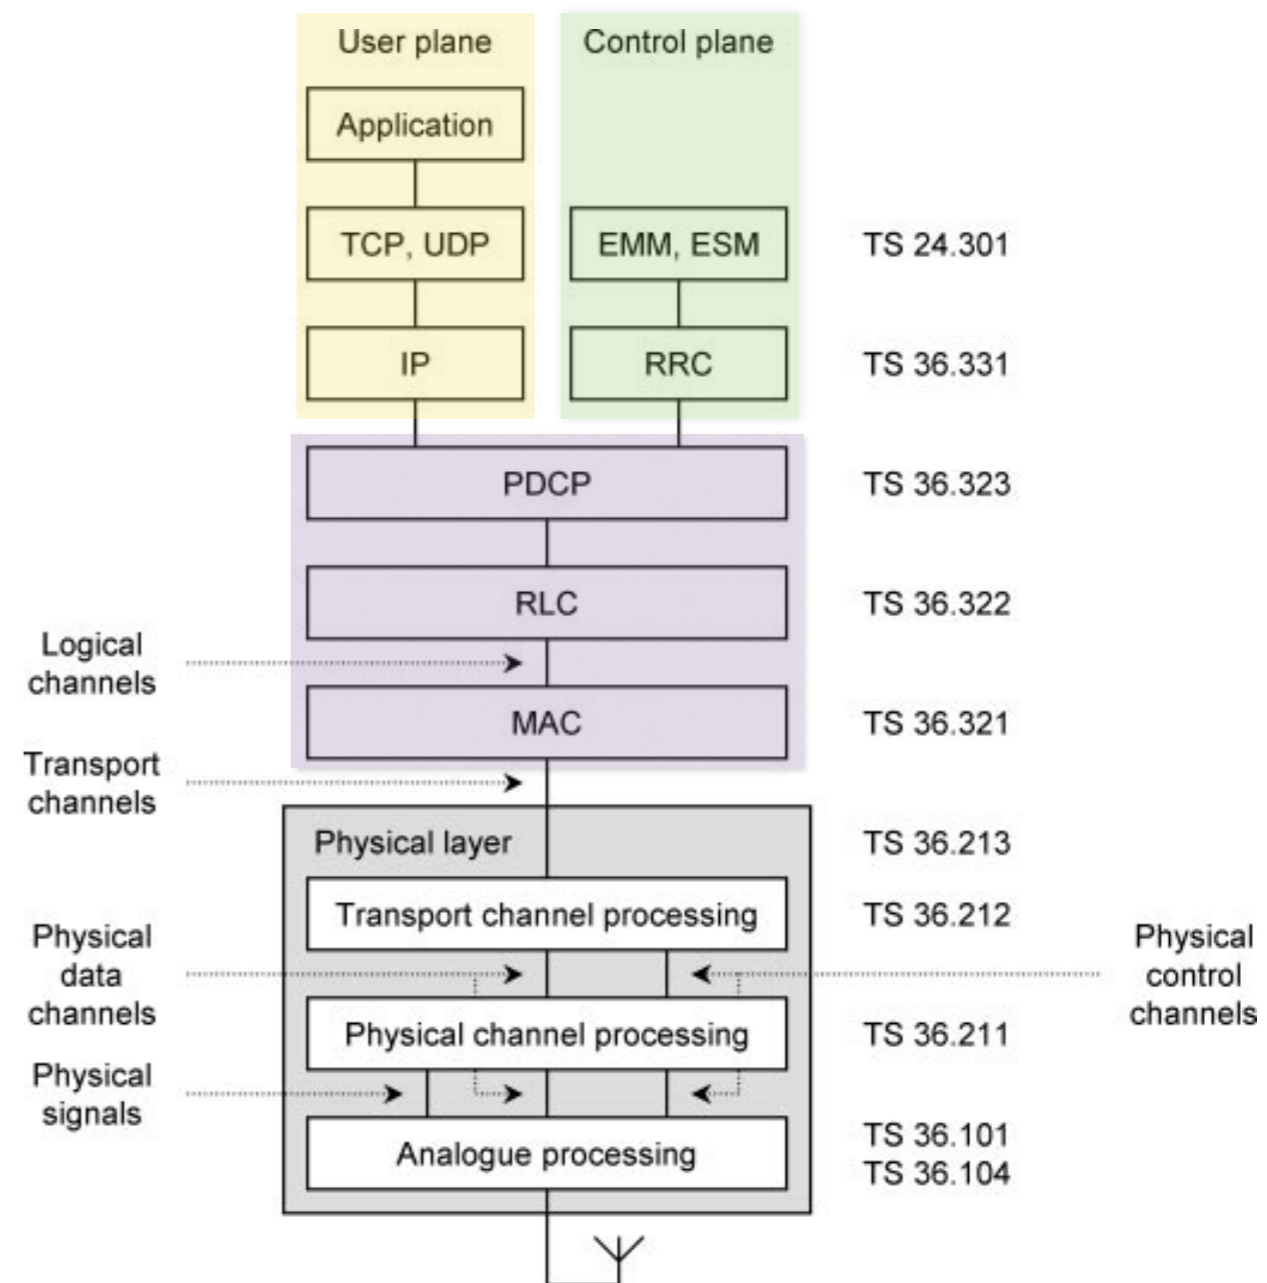 User plane
Control plane
Application
TCP, UDP
EMM, ESM
TS 24.301
IP
RRC
TS 36.331
PDCP
TS 36.323
RLC
TS 36.322
Logical
channels
MAC
TS 36.321
Transport
channels
Physical layer
TS 36.213
Transport channel processing
TS 36.212
Physical
data
channels
Physical
control
channels
Physical channel processing
TS 36.211
Physical
signals
Analogue processing
TS 36.101
TS 36.104